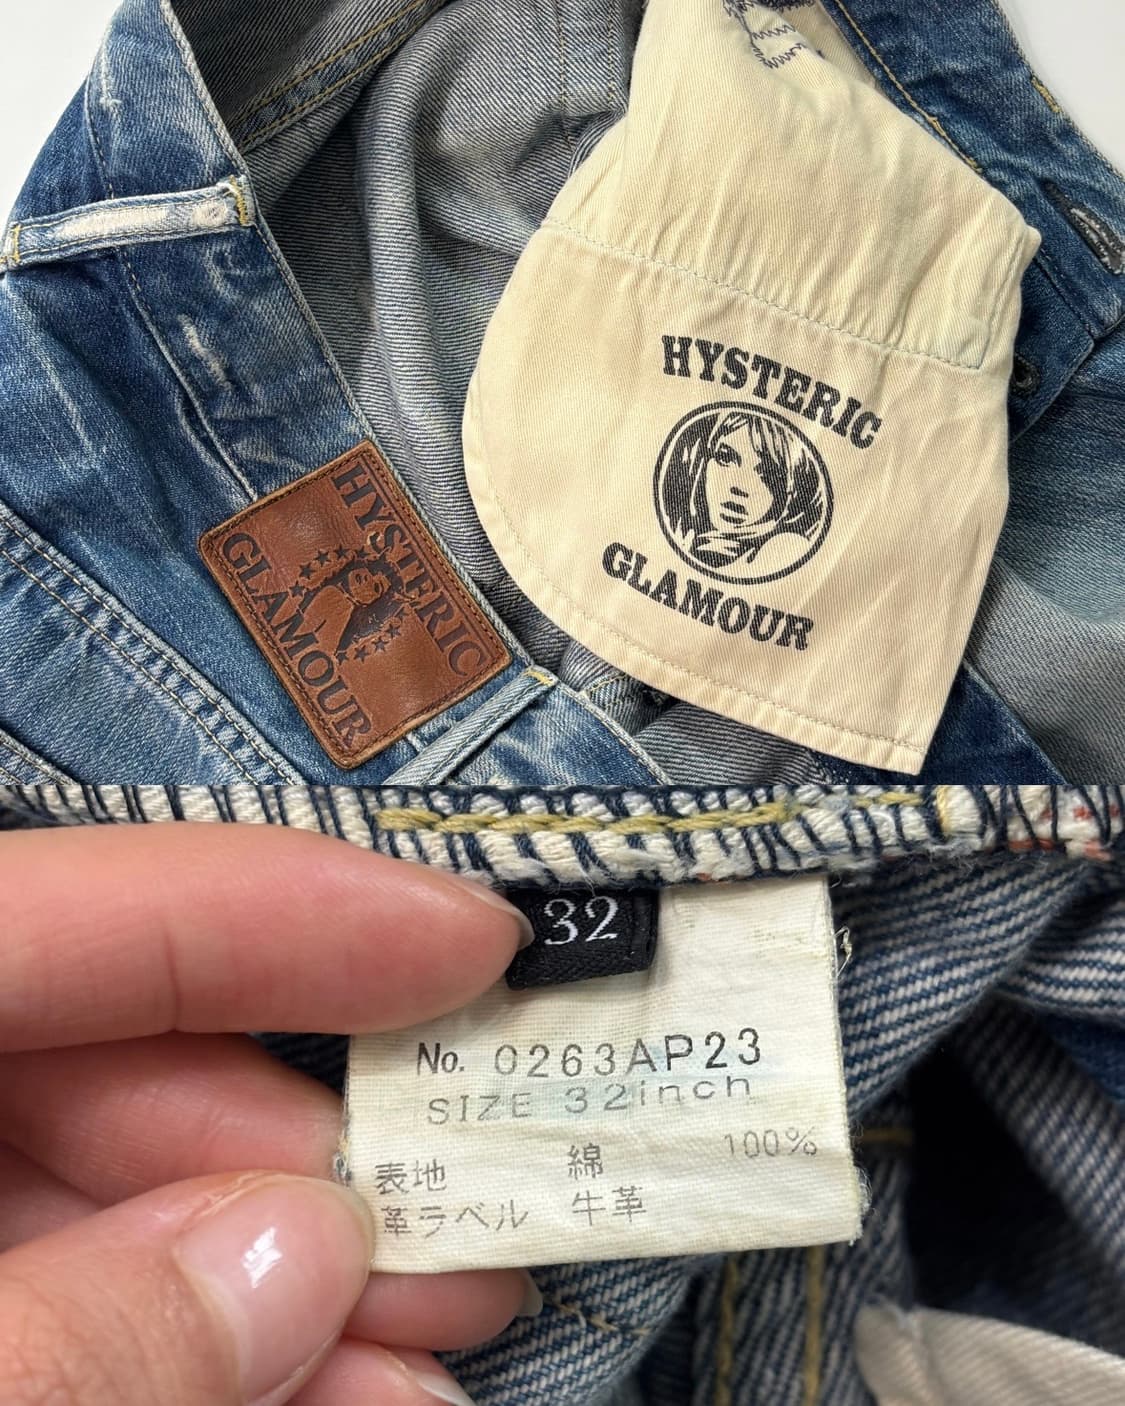 HYSTERIC
GLAMOUR
HYSTERIC
GLAMOUR
32
No. 0263AP23
SIZE 32inch
表地 綿 100%
革ラベル 牛革